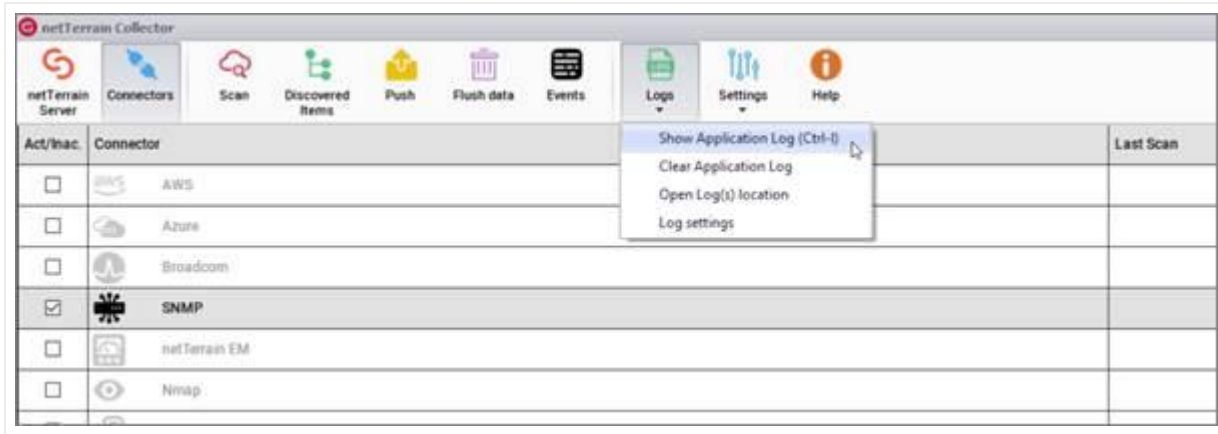 netTerrain Collector
netTerrain Server
Connectors
Scan
Discovered Items
Push
Flush data
Events
Logs
Settings
Help
Act/Inac. Connector Last Scan
Show Application Log (Ctrl-I)
Clear Application Log
Open Log(s) location
Log settings
AWS
Azure
Broadcom
SNMP
netTerrain EM
Nmap